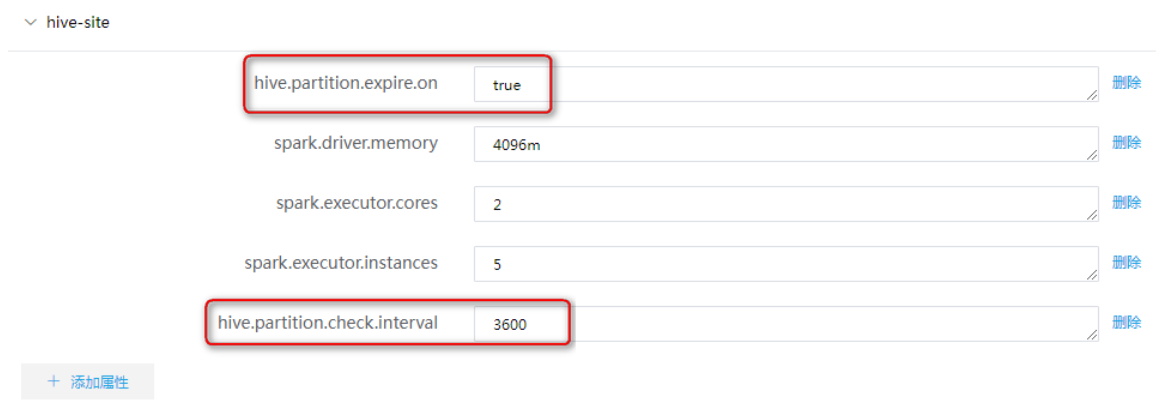 hive-site
hive.partition.expire.on true 删除
spark.driver.memory 4096m 删除
spark.executor.cores 2 删除
spark.executor.instances 5 删除
hive.partition.check.interval 3600 删除
+ 添加属性